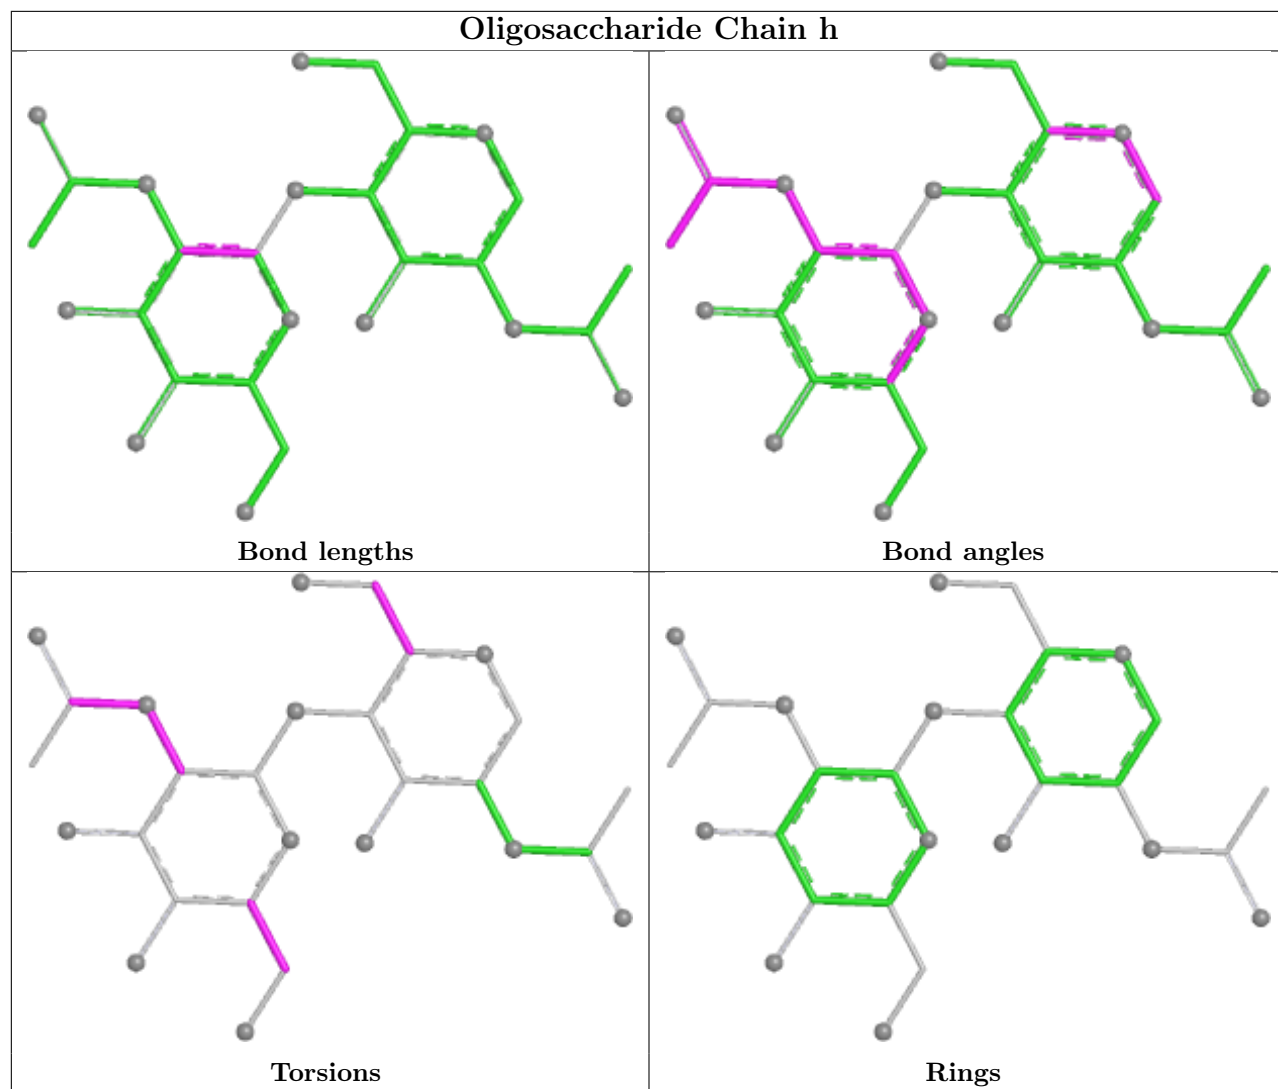 Oligosaccharide Chain h
Bond lengths
Bond angles
Torsions
Rings